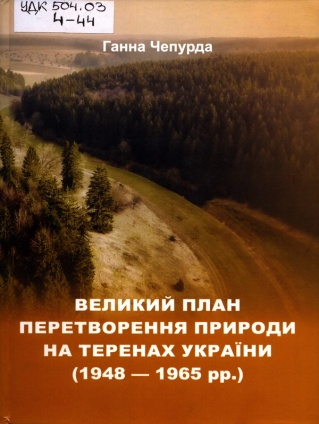 УДК 504.03
Ч-44
Ганна Чепурда
ВЕЛИКИЙ ПЛАН
ПЕРЕТВОРЕННЯ ПРИРОДИ
НА ТЕРЕНАХ УКРАЇНИ
(1948 — 1965 рр.)